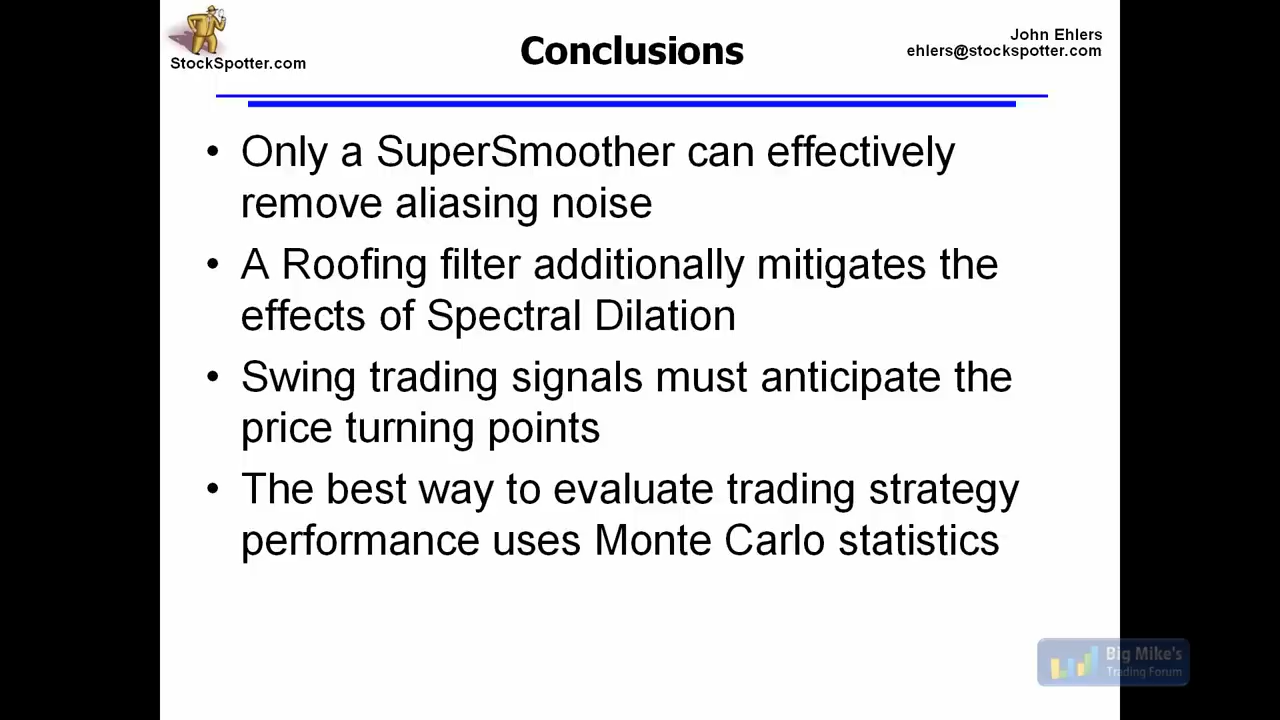 StockSpotter.com
Conclusions
John Ehlers
ehlers@stockspotter.com
• Only a SuperSmoother can effectively
remove aliasing noise
• A Roofing filter additionally mitigates the
effects of Spectral Dilation
• Swing trading signals must anticipate the
price turning points
• The best way to evaluate trading strategy
performance uses Monte Carlo statistics
Big Mike's
Trading Forum